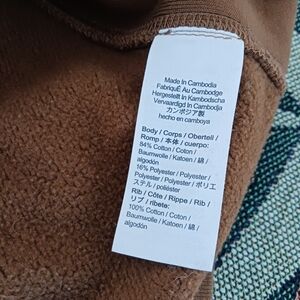 Made In Cambodia
FabriquÉ Au Cambodge
Hergestellt In Kambodscha
Vervaardigd In Cambodja
カンボジア製
hecho en camboya
Body / Corps / Oberteil /
Romp / 本体 / cuerpo:
84% Cotton / Coton /
Baumwolle / Katoen / 綿 /
algodón
16% Polyester / Polyester /
Polyester / Polyester / ポリエ
ステル / poliéster
Rib / Côte / Rippe / Rib /
リブ / ribete:
100% Cotton / Coton /
Baumwolle / Katoen / 綿 /
algodón